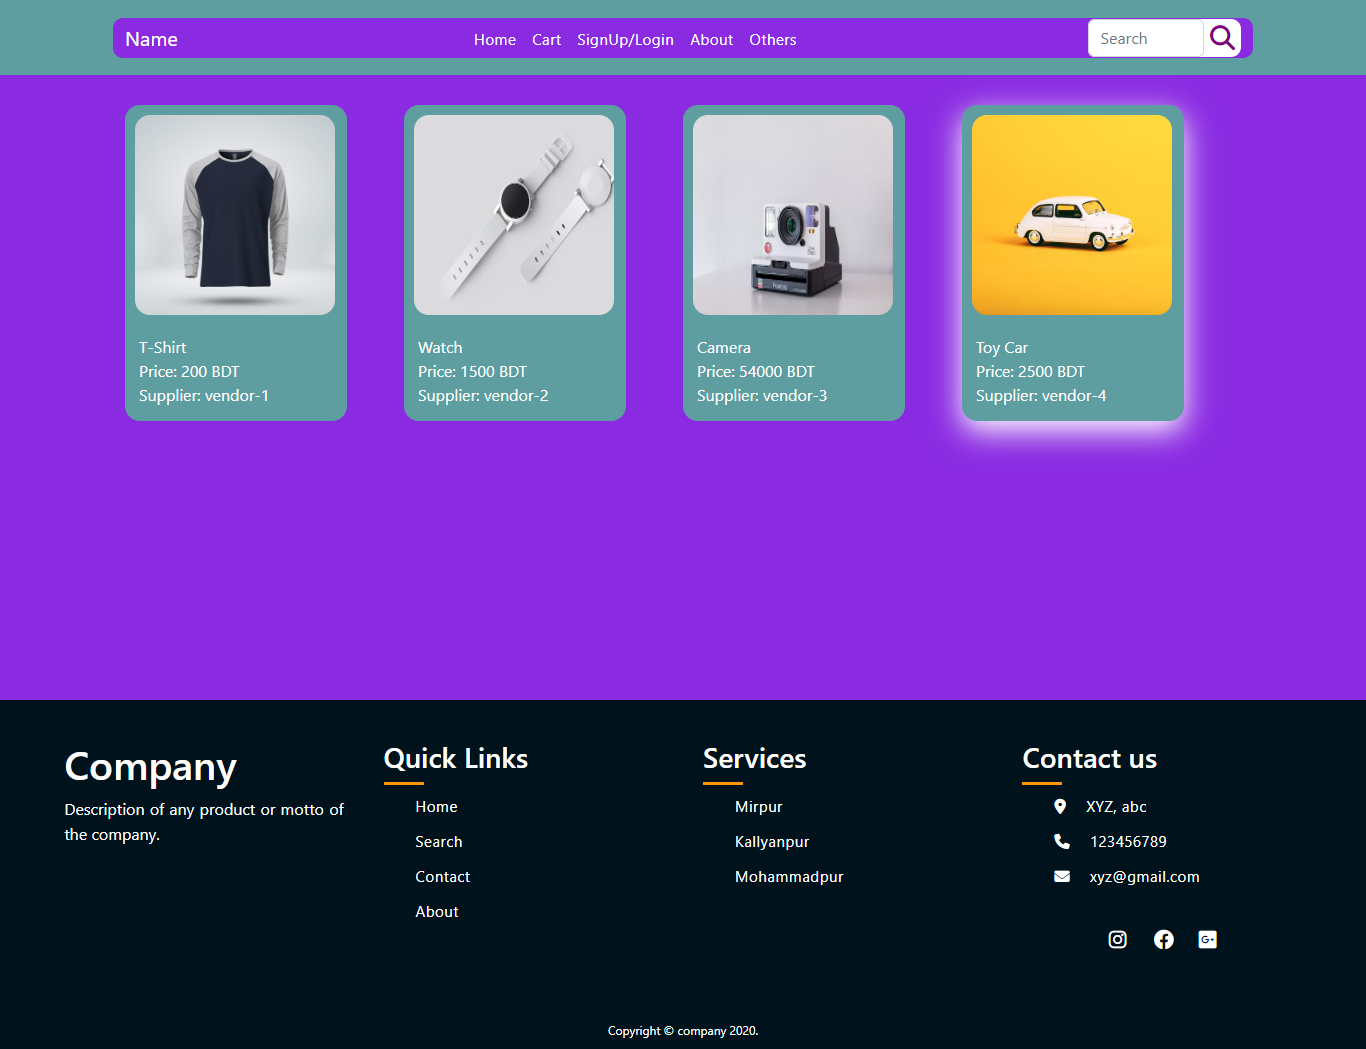 Name
Home Cart SignUp/Login About Others
Search
T-Shirt
Price: 200 BDT
Supplier: vendor-1
Watch
Price: 1500 BDT
Supplier: vendor-2
Camera
Price: 54000 BDT
Supplier: vendor-3
Toy Car
Price: 2500 BDT
Supplier: vendor-4
Company
Description of any product or motto of
the company.
Quick Links
Home
Search
Contact
About
Services
Mirpur
Kallyanpur
Mohammadpur
Contact us
XYZ, abc
123456789
xyz@gmail.com
G+
Copyright © company 2020.